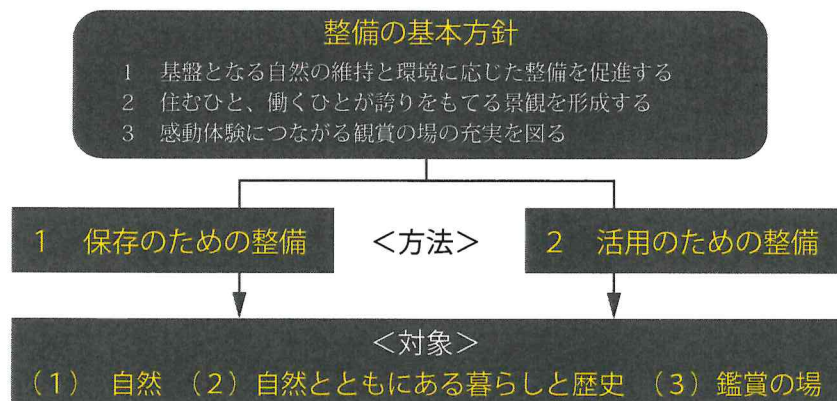 整備の基本方針
1 基盤となる自然の維持と環境に応じた整備を促進する
2 住むひと、働くひとが誇りをもてる景観を形成する
3 感動体験につながる観賞の場の充実を図る
1 保存のための整備
<方法>
2 活用のための整備
<対象>
(1) 自然 (2) 自然とともにある暮らしと歴史 (3) 鑑賞の場